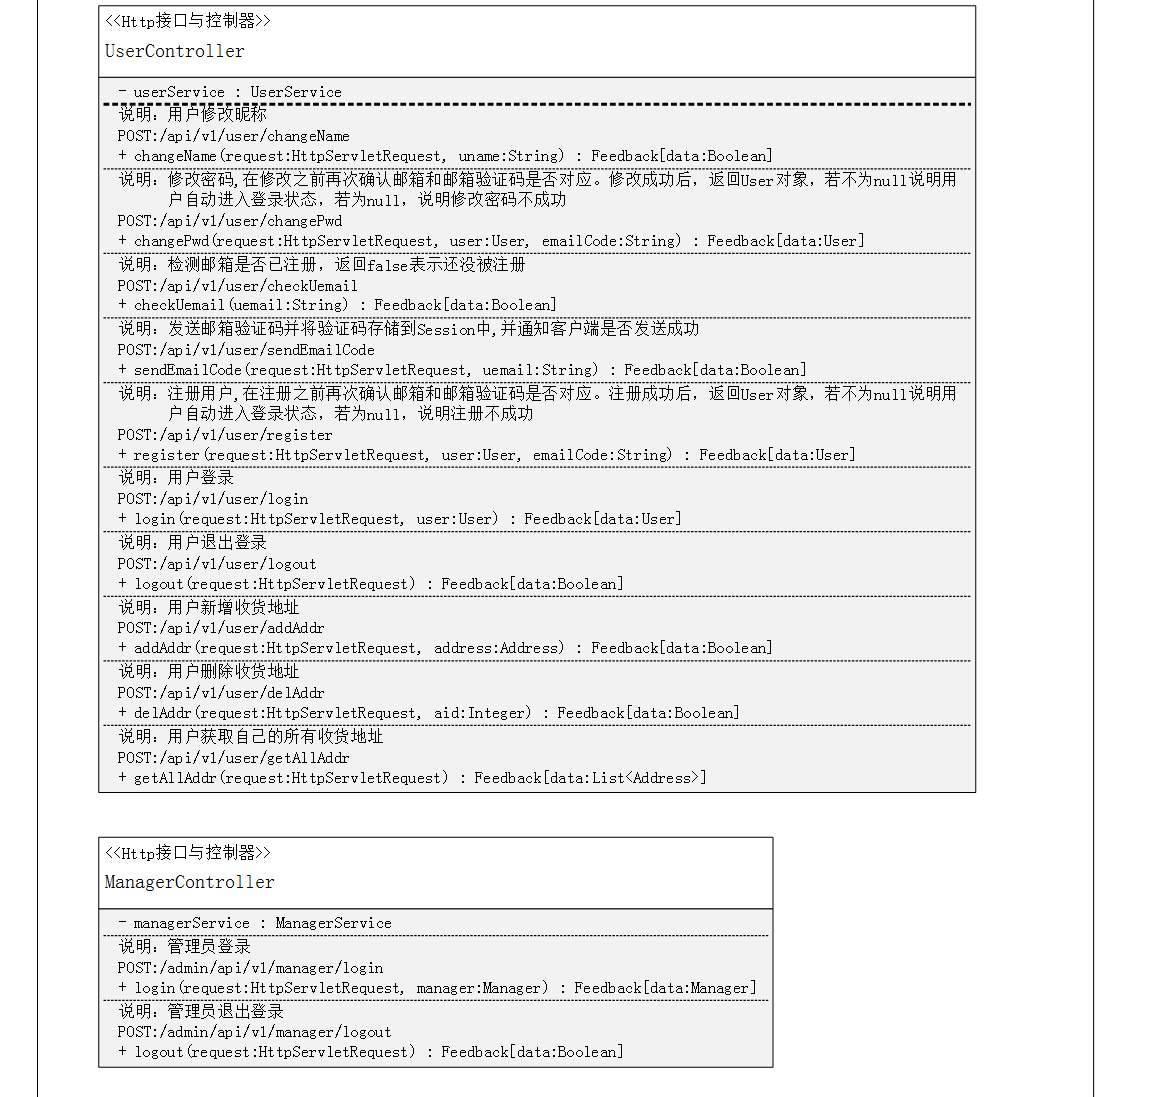 <<Http接口与控制器>>
UserController
- userService : UserService
说明：用户修改昵称
POST:/api/v1/user/changeName
+ changeName(request:HttpServletRequest, uname:String) : Feedback[data:Boolean]
说明：修改密码,在修改之前再次确认邮箱和邮箱验证码是否对应。修改成功后，返回User对象，若不为null说明用
户自动进入登录状态，若为null，说明修改密码不成功
POST:/api/v1/user/changePwd
+ changePwd(request:HttpServletRequest, user:User, emailCode:String) : Feedback[data:User]
说明：检测邮箱是否已注册，返回false表示还没被注册
POST:/api/v1/user/checkUemail
+ checkUemail(uemail:String) : Feedback[data:Boolean]
说明：发送邮箱验证码并将验证码存储到Session中,并通知客户端是否发送成功
POST:/api/v1/user/sendEmailCode
+ sendEmailCode(request:HttpServletRequest, uemail:String) : Feedback[data:Boolean]
说明：注册用户,在注册之前再次确认邮箱和邮箱验证码是否对应。注册成功后，返回User对象，若不为null说明用
户自动进入登录状态，若为null，说明注册不成功
POST:/api/v1/user/register
+ register(request:HttpServletRequest, user:User, emailCode:String) : Feedback[data:User]
说明：用户登录
POST:/api/v1/user/login
+ login(request:HttpServletRequest, user:User) : Feedback[data:User]
说明：用户退出登录
POST:/api/v1/user/logout
+ logout(request:HttpServletRequest) : Feedback[data:Boolean]
说明：用户新增收货地址
POST:/api/v1/user/addAddr
+ addAddr(request:HttpServletRequest, address:Address) : Feedback[data:Boolean]
说明：用户删除收货地址
POST:/api/v1/user/delAddr
+ delAddr(request:HttpServletRequest, aid:Integer) : Feedback[data:Boolean]
说明：用户获取自己的所有收货地址
POST:/api/v1/user/getAllAddr
+ getAllAddr(request:HttpServletRequest) : Feedback[data:List<Address>]
<<Http接口与控制器>>
ManagerController
- managerService : ManagerService
说明：管理员登录
POST:/admin/api/v1/manager/login
+ login(request:HttpServletRequest, manager:Manager) : Feedback[data:Manager]
说明：管理员退出登录
POST:/admin/api/v1/manager/logout
+ logout(request:HttpServletRequest) : Feedback[data:Boolean]